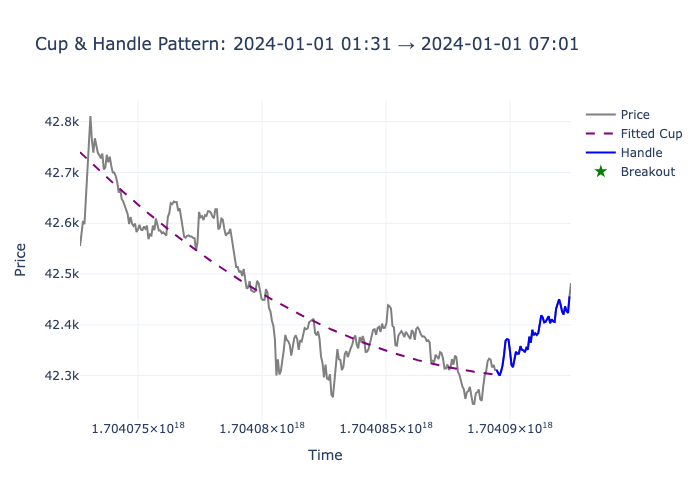 Cup & Handle Pattern: 2024-01-01 01:31 → 2024-01-01 07:01
Price
Fitted Cup
Handle
Breakout
42.8k
42.7k
42.6k
42.5k
42.4k
42.3k
Price
1.704075×10¹⁸
1.70408×10¹⁸
1.704085×10¹⁸
1.70409×10¹⁸
Time